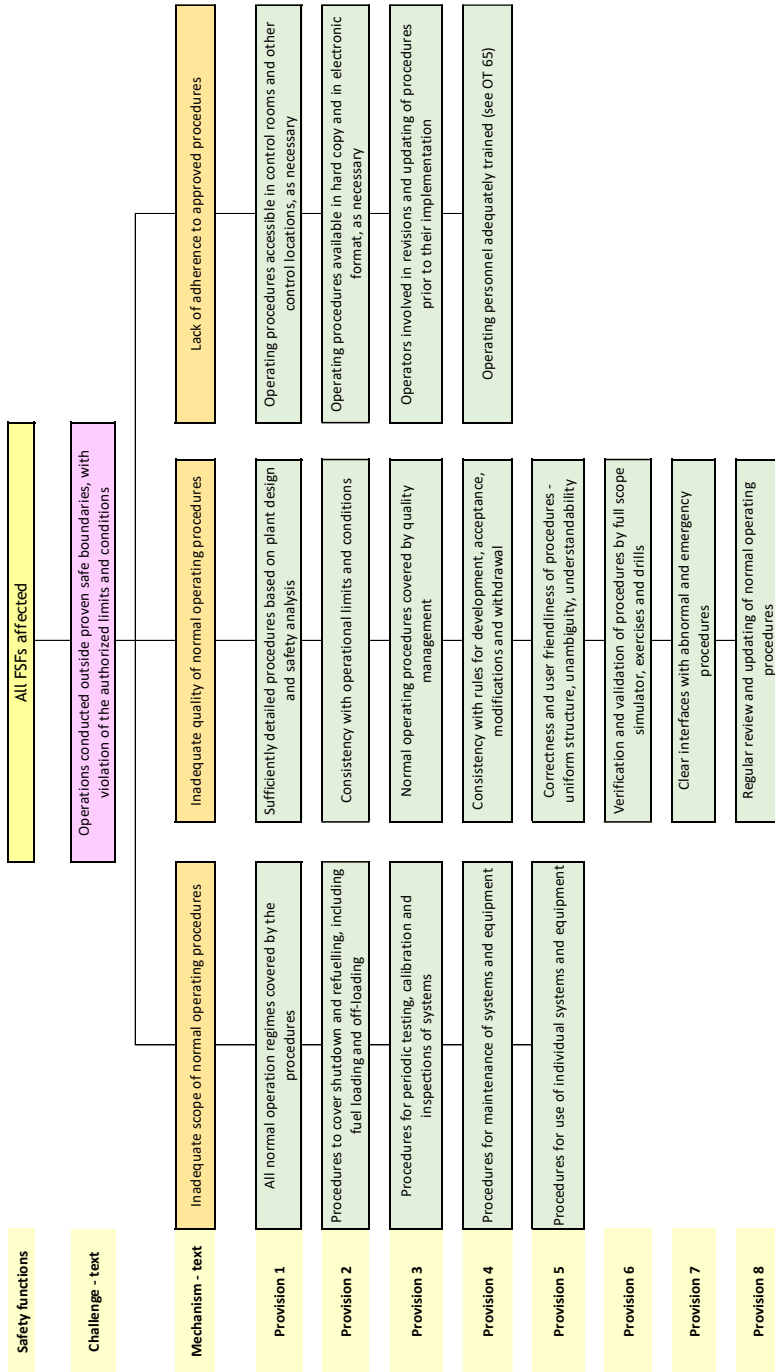 Safety functions
All FSFs affected
Challenge - text
Operations conducted outside proven safe boundaries, with
violation of the authorized limits and conditions
Mechanism - text
Inadequate scope of normal operating procedures
Inadequate quality of normal operating procedures
Lack of adherence to approved procedures
Provision 1
All normal operation regimes covered by the
procedures
Sufficiently detailed procedures based on plant design
and safety analysis
Operating procedures accessible in control rooms and other
control locations, as necessary
Provision 2
Procedures to cover shutdown and refuelling, including
fuel loading and off-loading
Consistency with operational limits and conditions
Operating procedures available in hard copy and in electronic
format, as necessary
Provision 3
Procedures for periodic testing, calibration and
inspections of systems
Normal operating procedures covered by quality
management
Operators involved in revisions and updating of procedures
prior to their implementation
Provision 4
Procedures for maintenance of systems and equipment
Consistency with rules for development, acceptance,
modifications and withdrawal
Operating personnel adequately trained (see OT 65)
Provision 5
Procedures for use of individual systems and equipment
Correctness and user friendliness of procedures -
uniform structure, unambiguity, understandability
Provision 6
Verification and validation of procedures by full scope
simulator, exercises and drills
Provision 7
Clear interfaces with abnormal and emergency
procedures
Provision 8
Regular review and updating of normal operating
procedures